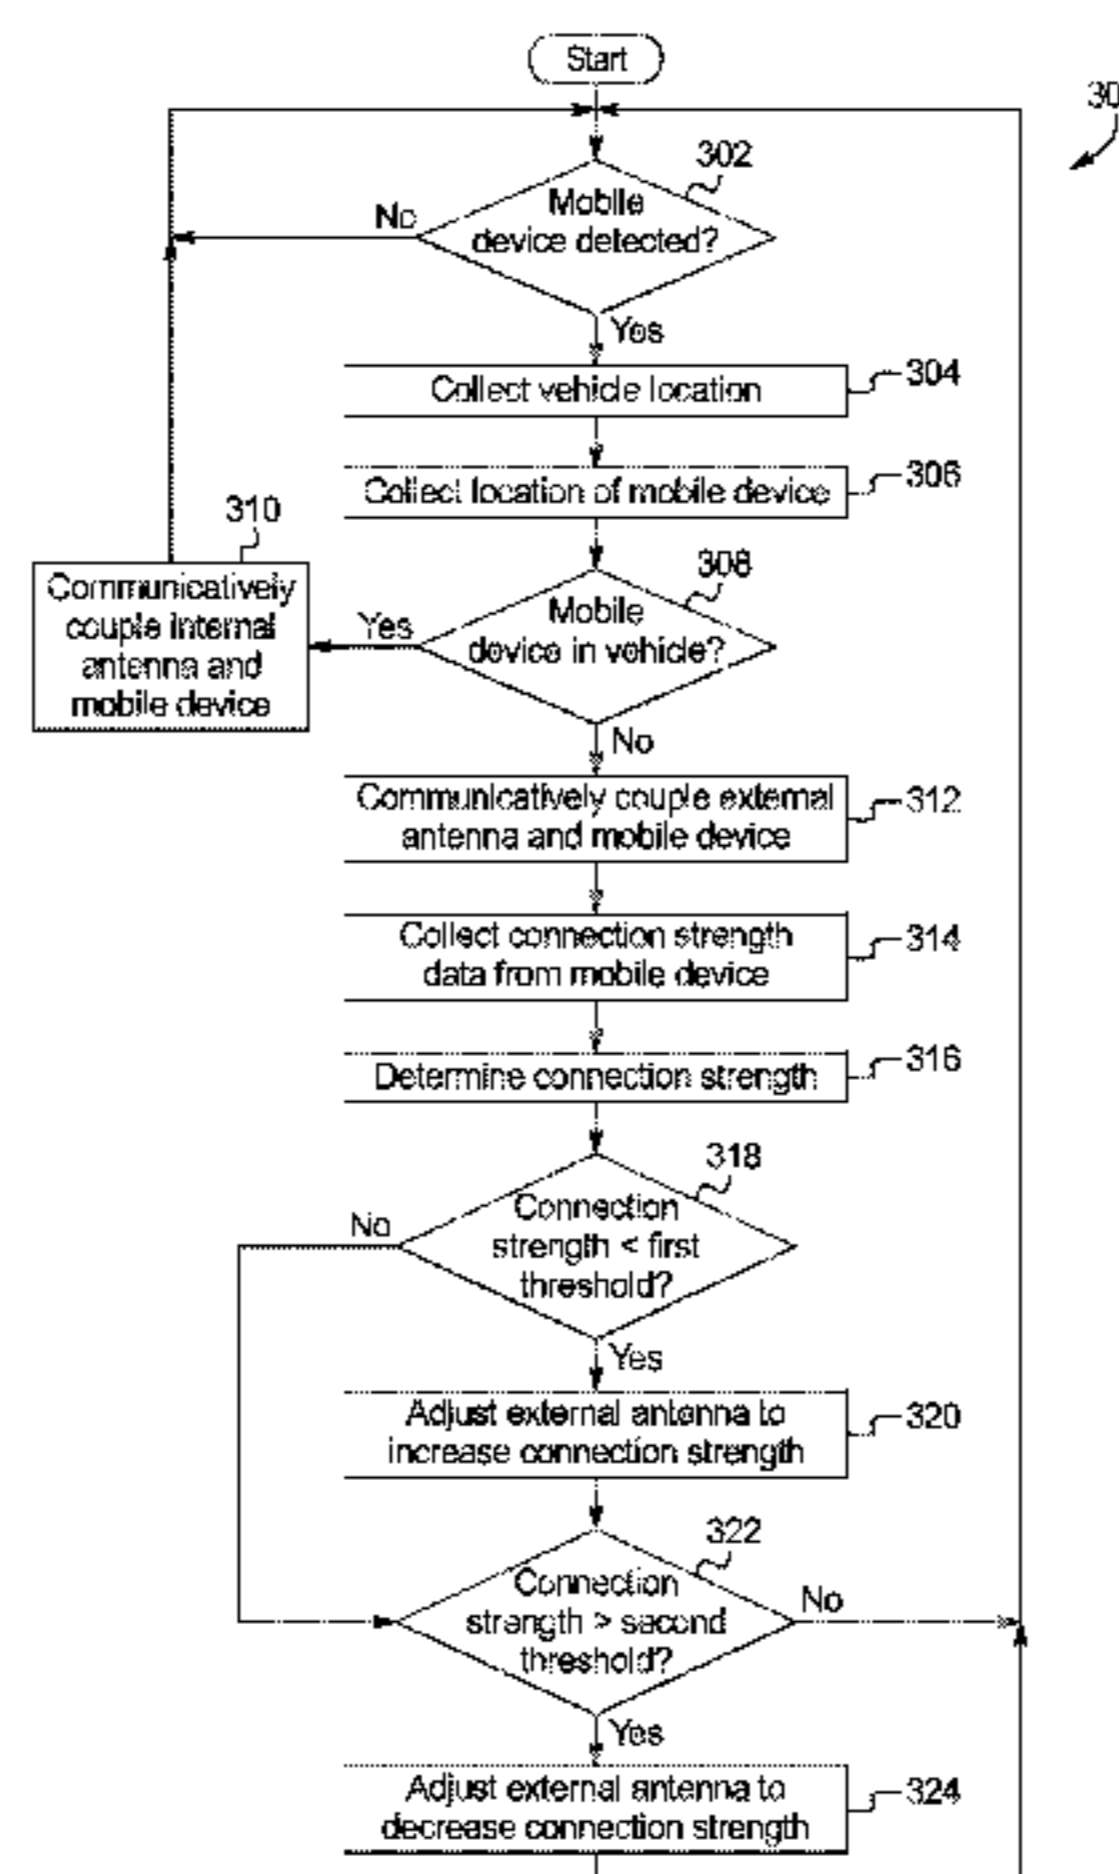 Start
30
302
Mobile
device detected?
No
Yes
Collect vehicle location
304
Collect location of mobile device
306
310
Communicatively
couple internal
antenna and
mobile device
308
Mobile
device in vehicle?
Yes
No
Communicatively couple external
antenna and mobile device
312
Collect connection strength
data from mobile device
314
Determine connection strength
316
318
Connection
strength < first
threshold?
No
Yes
Adjust external antenna to
increase connection strength
320
322
Connection
strength > second
threshold?
No
Yes
Adjust external antenna to
decrease connection strength
324